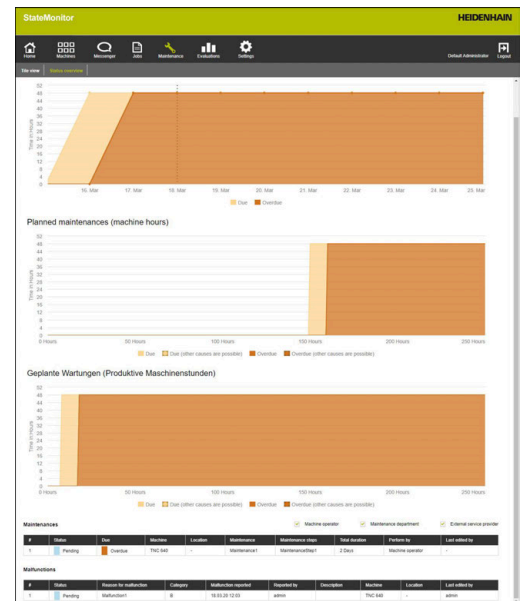 StateMonitor
HEIDENHAIN
Home Machines Messenger Jobs Maintenance Evaluations Settings Default Administrator Logout
Tile view Status overview
Time in Hours
52
48
44
40
36
32
28
24
20
16
12
8
4
0
16. Mar 17. Mar 18. Mar 19. Mar 20. Mar 21. Mar 22. Mar 23. Mar 24. Mar 25. Mar
Due Overdue
Planned maintenances (machine hours)
Time in Hours
52
48
44
40
36
32
28
24
20
16
12
8
4
0
0 Hours 50 Hours 100 Hours 150 Hours 200 Hours 250 Hours
Due Due (other causes are possible) Overdue Overdue (other causes are possible)
Geplante Wartungen (Produktive Maschinenstunden)
Time in Hours
52
48
44
40
36
32
28
24
20
16
12
8
4
0
0 Hours 50 Hours 100 Hours 150 Hours 200 Hours 250 Hours
Due Due (other causes are possible) Overdue Overdue (other causes are possible)
Maintenances Machine operator Maintenance department External service provider
# Status Due Machine Location Maintenance Maintenance steps Total duration Perform by Last edited by
1 Pending Overdue TNC 640 - Maintenance1 MaintenanceStep1 2 Days Machine operator -
Malfunctions
# Status Reason for malfunction Category Malfunction reported Reported by Description Machine Location Last edited by
1 Pending Malfunction1 B 18.03.20 12:03 admin TNC 640 - admin